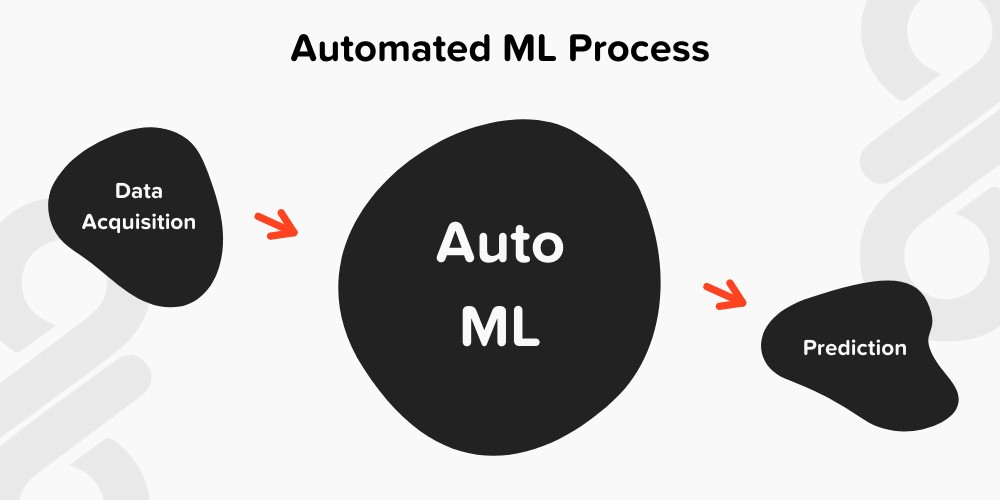 Automated ML Process
Data
Acquisition
Auto
ML
Prediction